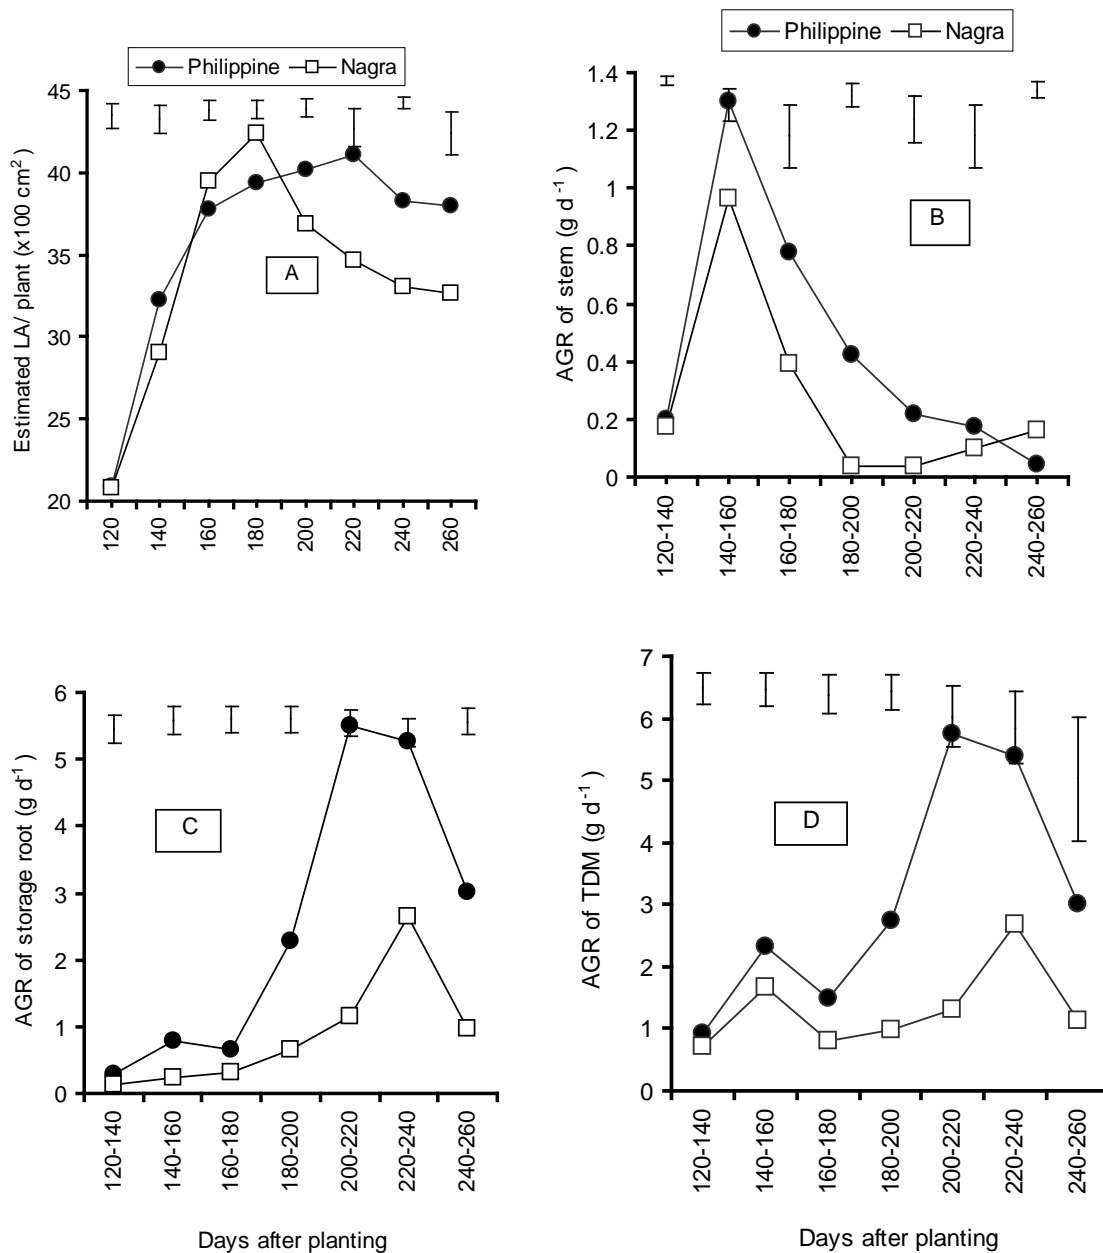 Philippine Nagra
Estimated LA/ plant (x100 cm²)
45
40
35
30
25
20
A
120 140 160 180 200 220 240 260
Philippine Nagra
AGR of stem (g d⁻¹)
1.4
1.2
1
0.8
0.6
0.4
0.2
0
B
120-140 140-160 160-180 180-200 200-220 220-240 240-260
AGR of storage root (g d⁻¹)
6
5
4
3
2
1
0
C
120-140 140-160 160-180 180-200 200-220 220-240 240-260
Days after planting
AGR of TDM (g d⁻¹)
7
6
5
4
3
2
1
0
D
120-140 140-160 160-180 180-200 200-220 220-240 240-260
Days after planting